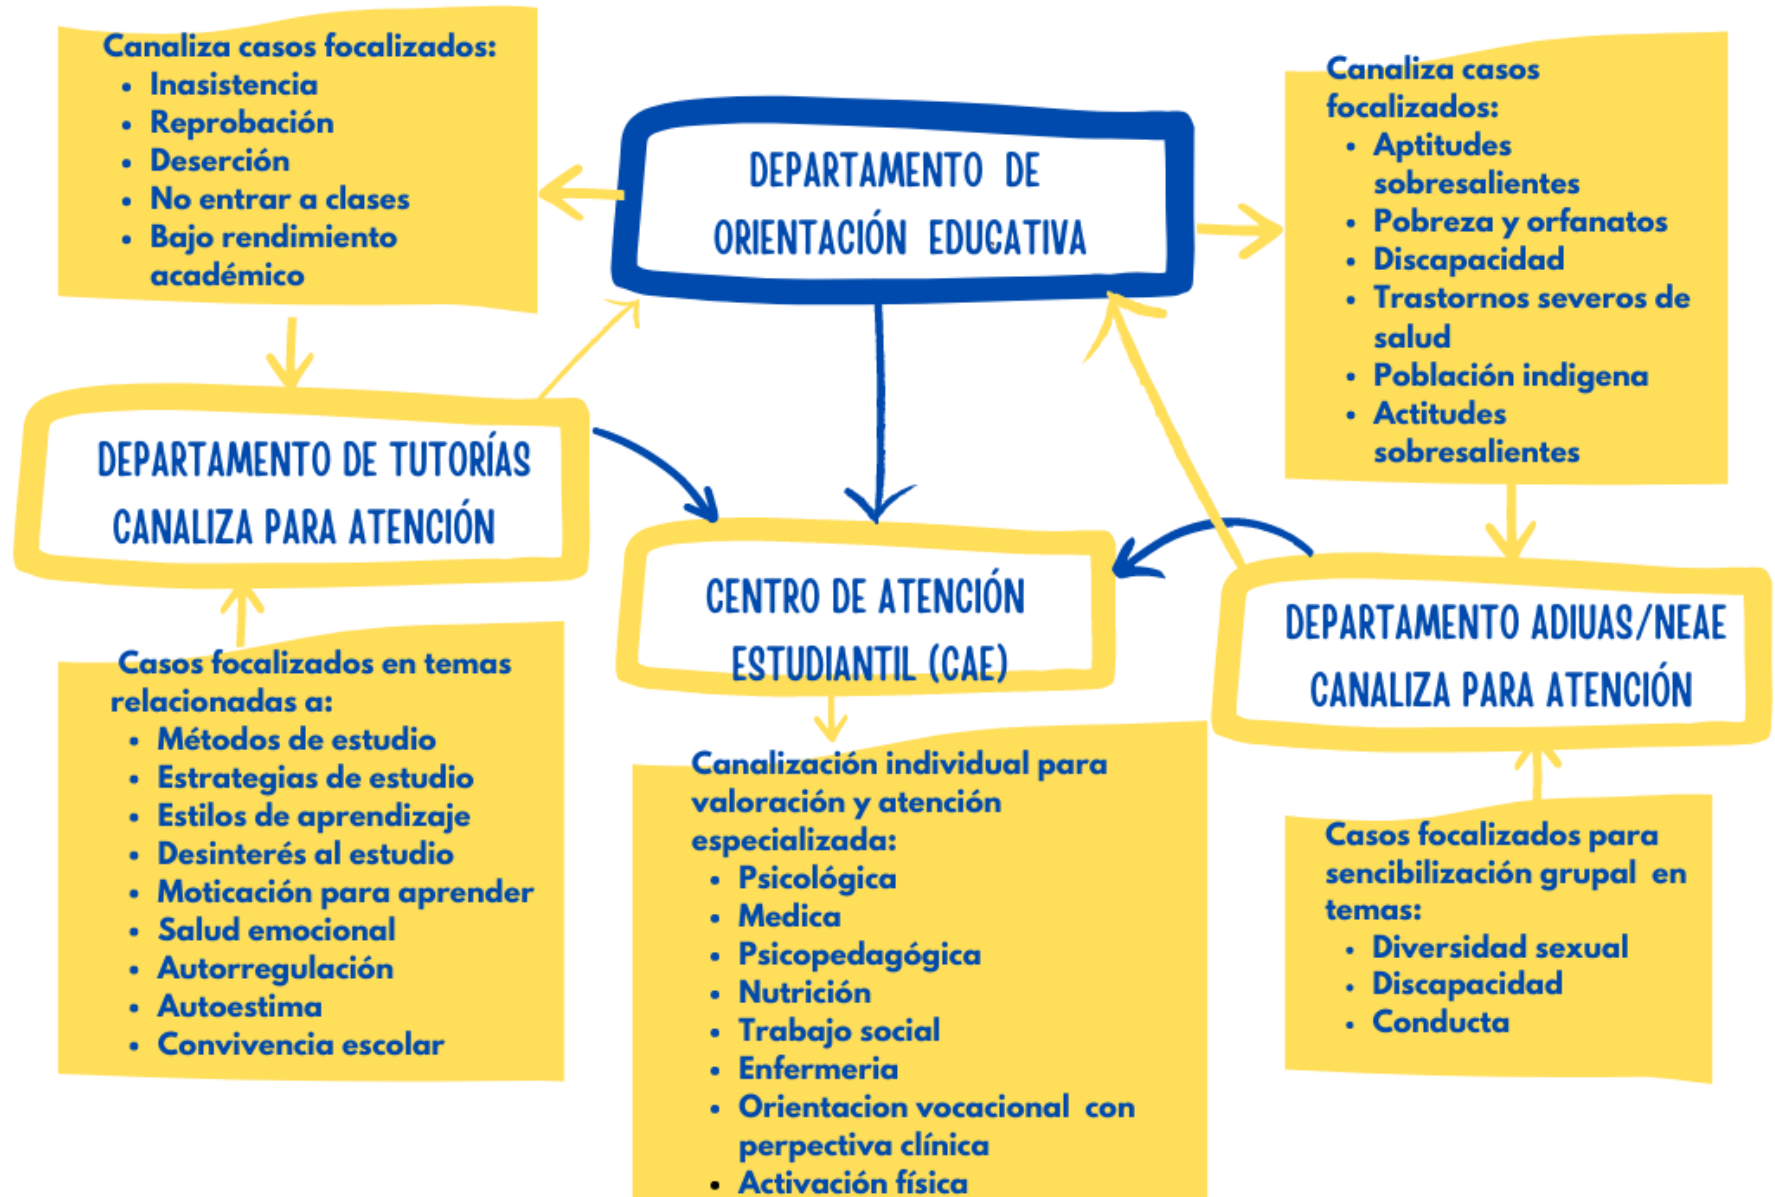 Canaliza casos focalizados:
• Inasistencia
• Reprobación
• Deserción
• No entrar a clases
• Bajo rendimiento
académico
DEPARTAMENTO DE
ORIENTACIÓN EDUCATIVA
Canaliza casos
focalizados:
• Aptitudes
sobresalientes
• Pobreza y orfanatos
• Discapacidad
• Trastornos severos de
salud
• Población indigena
• Actitudes
sobresalientes
DEPARTAMENTO DE TUTORÍAS
CANALIZA PARA ATENCIÓN
CENTRO DE ATENCIÓN
ESTUDIANTIL (CAE)
DEPARTAMENTO ADIUAS/NEAE
CANALIZA PARA ATENCIÓN
Casos focalizados en temas
relacionadas a:
• Métodos de estudio
• Estrategias de estudio
• Estilos de aprendizaje
• Desinterés al estudio
• Moticación para aprender
• Salud emocional
• Autorregulación
• Autoestima
• Convivencia escolar
Canalización individual para
valoración y atención
especializada:
• Psicológica
• Medica
• Psicopedagógica
• Nutrición
• Trabajo social
• Enfermeria
• Orientacion vocacional con
perpectiva clínica
• Activación física
Casos focalizados para
sencibilización grupal en
temas:
• Diversidad sexual
• Discapacidad
• Conducta